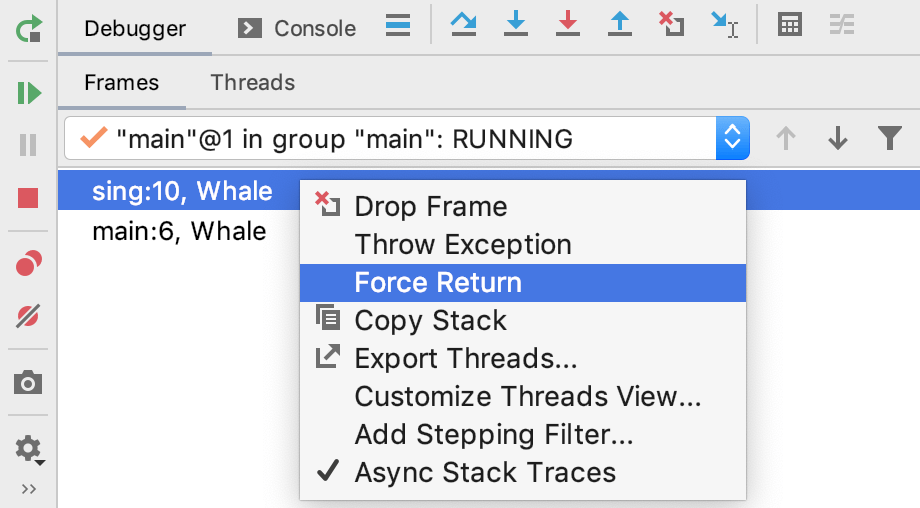 Debugger Console
Frames Threads
"main"@1 in group "main": RUNNING
sing:10, Whale
main:6, Whale
Drop Frame
Throw Exception
Force Return
Copy Stack
Export Threads...
Customize Threads View...
Add Stepping Filter...
Async Stack Traces